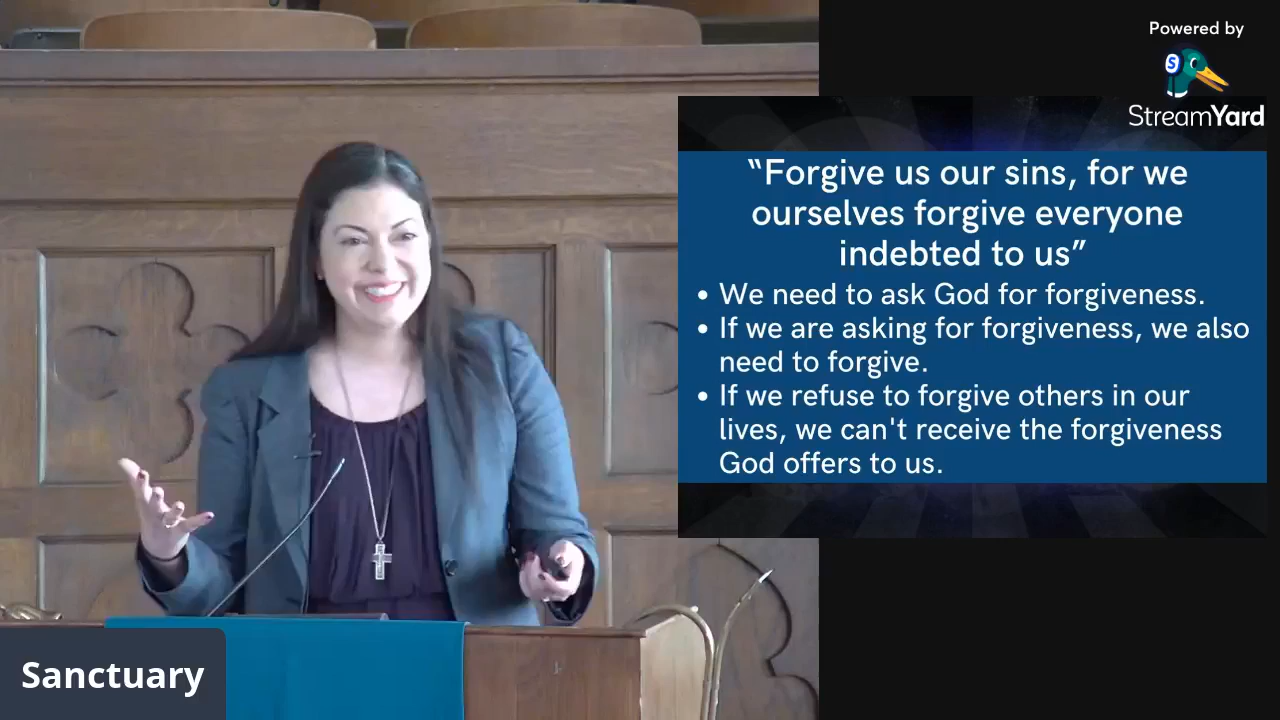 Powered by
S
StreamYard
“Forgive us our sins, for we
ourselves forgive everyone
indebted to us”
• We need to ask God for forgiveness.
• If we are asking for forgiveness, we also
need to forgive.
• If we refuse to forgive others in our
lives, we can't receive the forgiveness
God offers to us.
Sanctuary